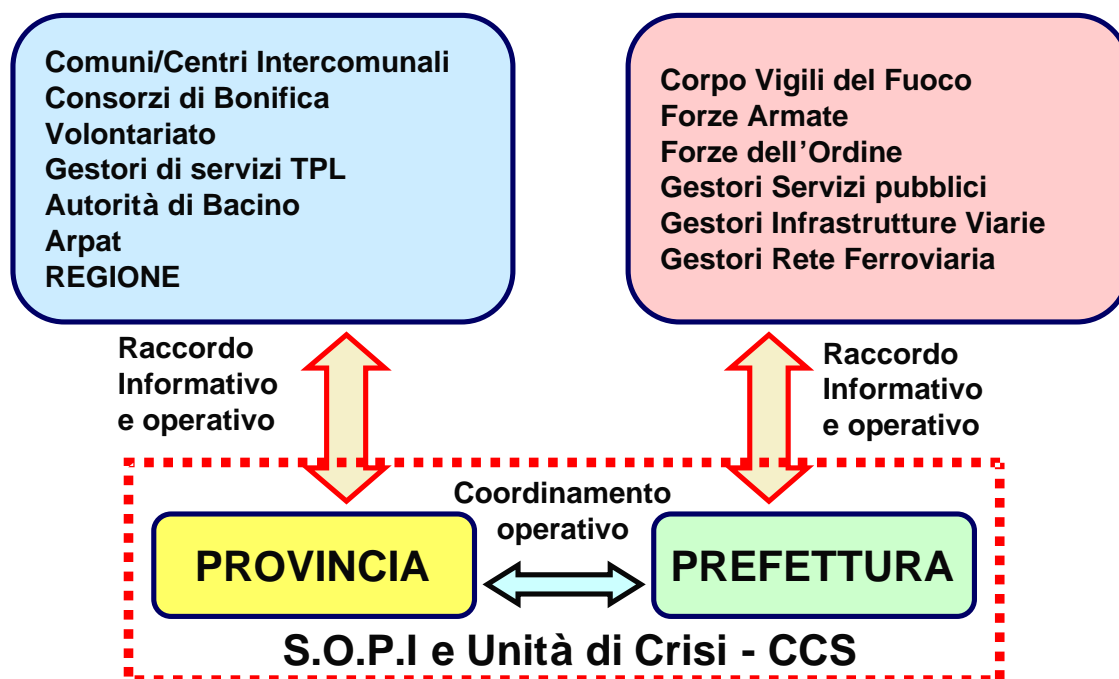 Comuni/Centri Intercomunali
Consorzi di Bonifica
Volontariato
Gestori di servizi TPL
Autorità di Bacino
Arpat
REGIONE
Corpo Vigili del Fuoco
Forze Armate
Forze dell’Ordine
Gestori Servizi pubblici
Gestori Infrastrutture Viarie
Gestori Rete Ferroviaria
Raccordo
Informativo
e operativo
Raccordo
Informativo
e operativo
Coordinamento
operativo
PROVINCIA
PREFETTURA
S.O.P.I e Unità di Crisi - CCS